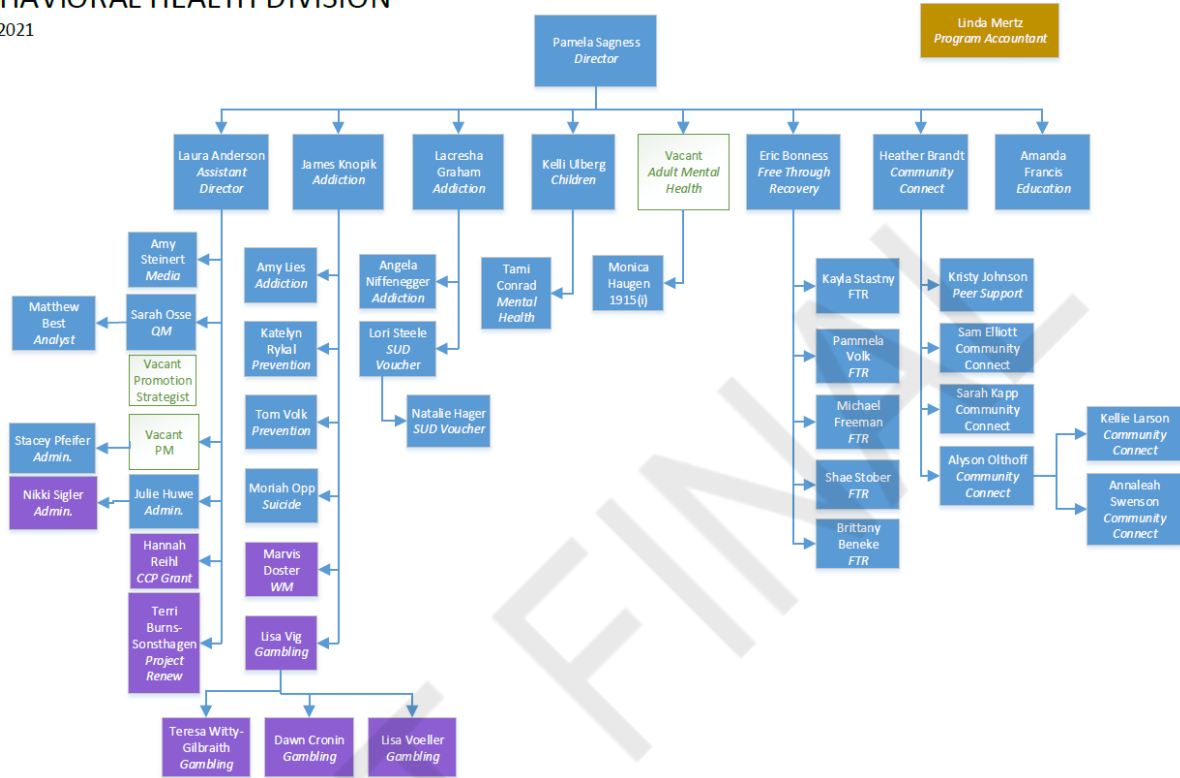 HAVIORAL HEALTH DIVISION
2021
Linda Mertz
Program Accountant
Pamela Sagness
Director
Laura Anderson
Assistant
Director
James Knopik
Addiction
Lacresha
Graham
Addiction
Kelli Ulberg
Children
Vacant
Adult Mental
Health
Eric Bonness
Free Through
Recovery
Heather Brandt
Community
Connect
Amanda
Francis
Education
Amy
Steinert
Media
Matthew
Best
Analyst
Sarah Osse
QM
Vacant
Promotion
Strategist
Stacey Pfeifer
Admin.
Vacant
PM
Nikki Sigler
Admin.
Julie Huwe
Admin.
Hannah
Reihl
CCP Grant
Terri
Burns-
Sonsthagen
Project
Renew
Amy Lies
Addiction
Katelyn
Rykal
Prevention
Tom Volk
Prevention
Moriah Opp
Suicide
Marvis
Doster
WM
Lisa Vig
Gambling
Teresa Witty-
Gilbraith
Gambling
Dawn Cronin
Gambling
Lisa Voeller
Gambling
Angela
Niffenegger
Addiction
Lori Steele
SUD
Voucher
Natalie Hager
SUD Voucher
Tami
Conrad
Mental
Health
Monica
Haugen
1915(i)
Kayla Stastny
FTR
Pammela
Volk
FTR
Michael
Freeman
FTR
Shae Stober
FTR
Brittany
Beneke
FTR
Kristy Johnson
Peer Support
Sam Elliott
Community
Connect
Sarah Kapp
Community
Connect
Alyson Olthoff
Community
Connect
Kellie Larson
Community
Connect
Annaleah
Swenson
Community
Connect
FINAL